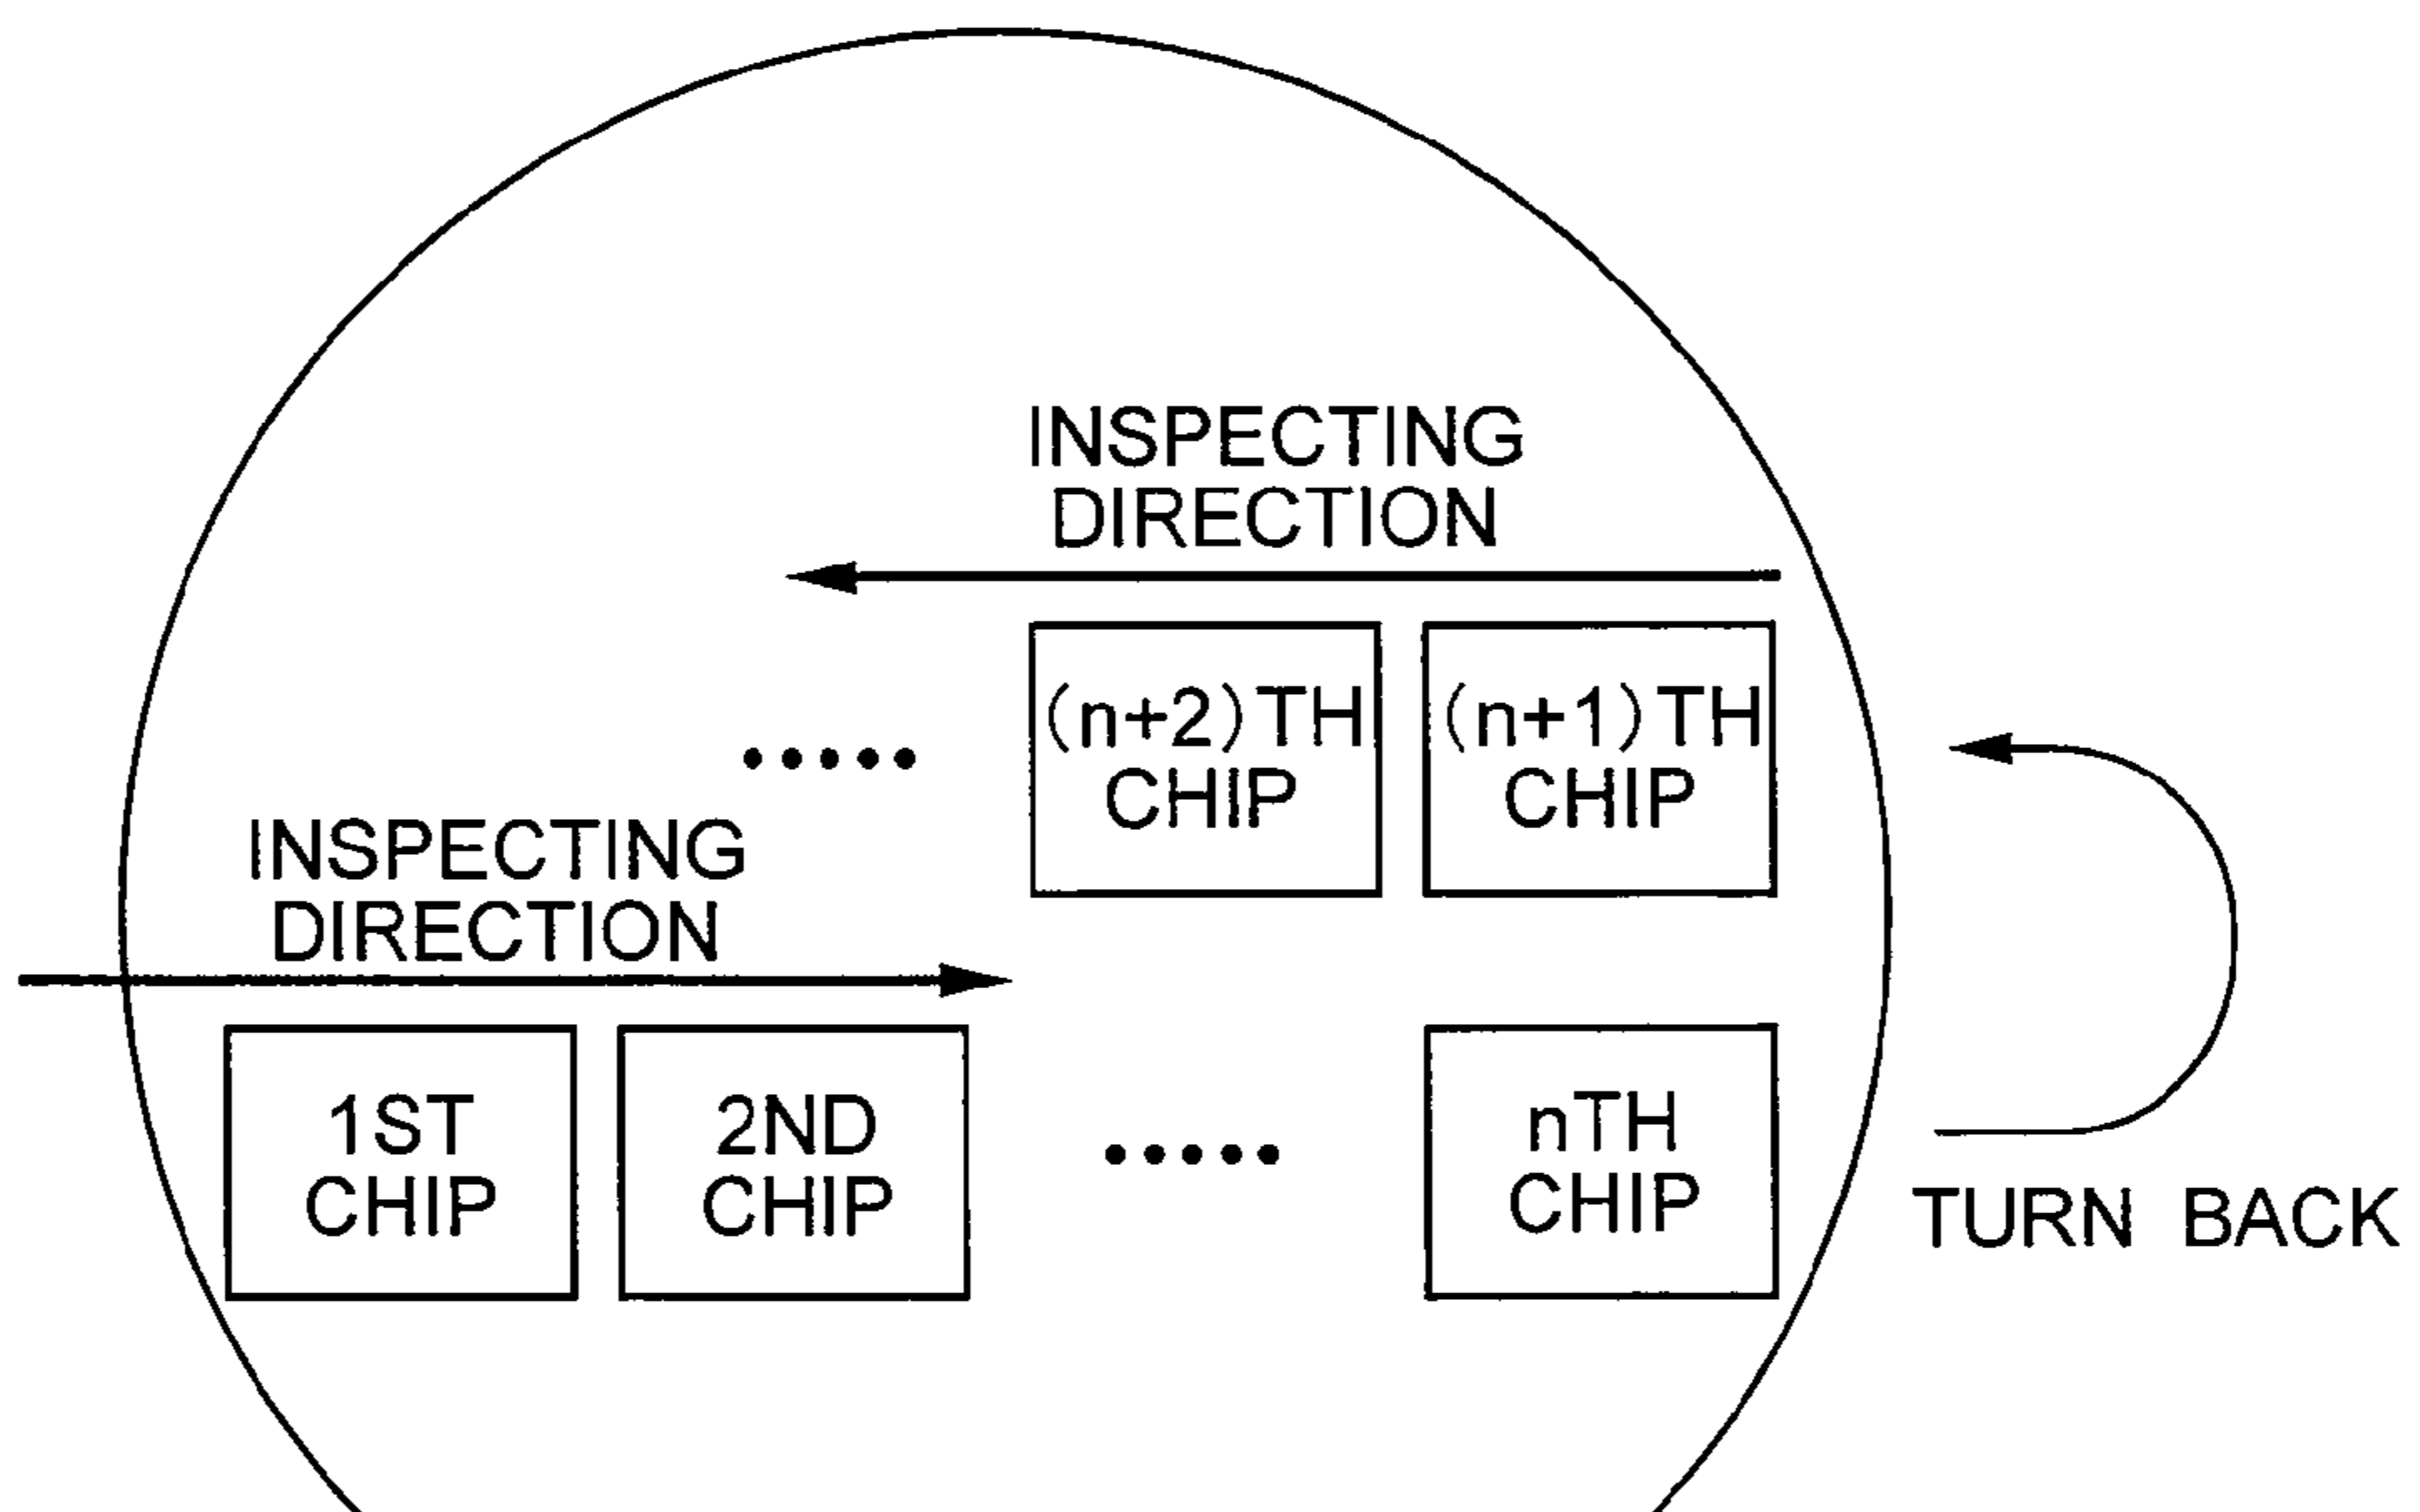 INSPECTING
DIRECTION
(n+2)TH
CHIP
(n+1)TH
CHIP
INSPECTING
DIRECTION
1ST
CHIP
2ND
CHIP
nTH
CHIP
TURN BACK